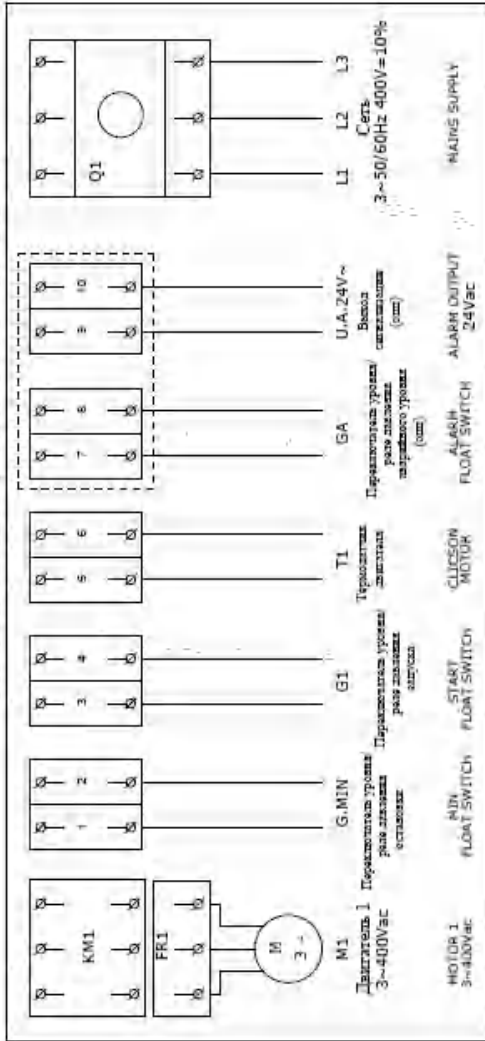 KM1
FR1
M
3 ~
M1
Двигатель 1
3~400Vac
MOTOR 1
3~400Vac
1
2
G.MIN
Переключатель уровня/
реле давления
остановки
MIN
FLOAT SWITCH
3
4
G1
Переключатель уровня/
реле давления
запуска
START
FLOAT SWITCH
5
6
T1
Термодатчик
двигателя
CLICSON
MOTOR
7
8
GA
Переключатель уровня/
реле давления
аварийного уровня
(опц)
ALARM
FLOAT SWITCH
9
10
U.A.24V~
Выход
сигнализации
(опц)
ALARM OUTPUT
24Vac
Q1
L1
L2
L3
Сеть
3~50/60Hz 400V=10%
MAINS SUPPLY